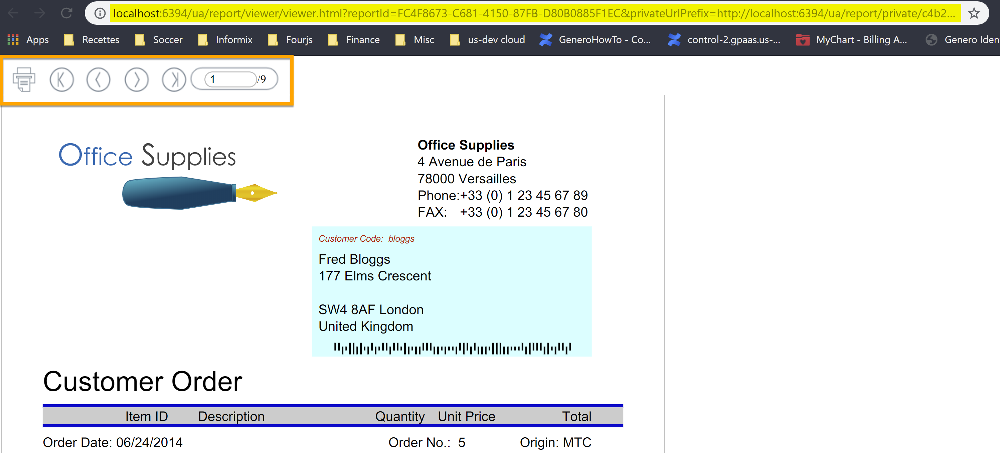 localhost:6394/ua/report/viewer/viewer.html?reportId=FC4F8673-C681-4150-87FB-D80B0885F1EC&privateUrlPrefix=http://localhost:6394/ua/report/private/c4b2...
Apps Recettes Soccer Informix Fourjs Finance Misc us-dev cloud GeneroHowTo - Co... control-2.gpaas.us-... MyChart - Billing A... Genero Iden
1 /9
Office Supplies
Office Supplies
4 Avenue de Paris
78000 Versailles
Phone:+33 (0) 1 23 45 67 89
FAX: +33 (0) 1 23 45 67 80
Customer Code: bloggs
Fred Bloggs
177 Elms Crescent
SW4 8AF London
United Kingdom
Customer Order
Item ID Description Quantity Unit Price Total
Order Date: 06/24/2014 Order No.: 5 Origin: MTC